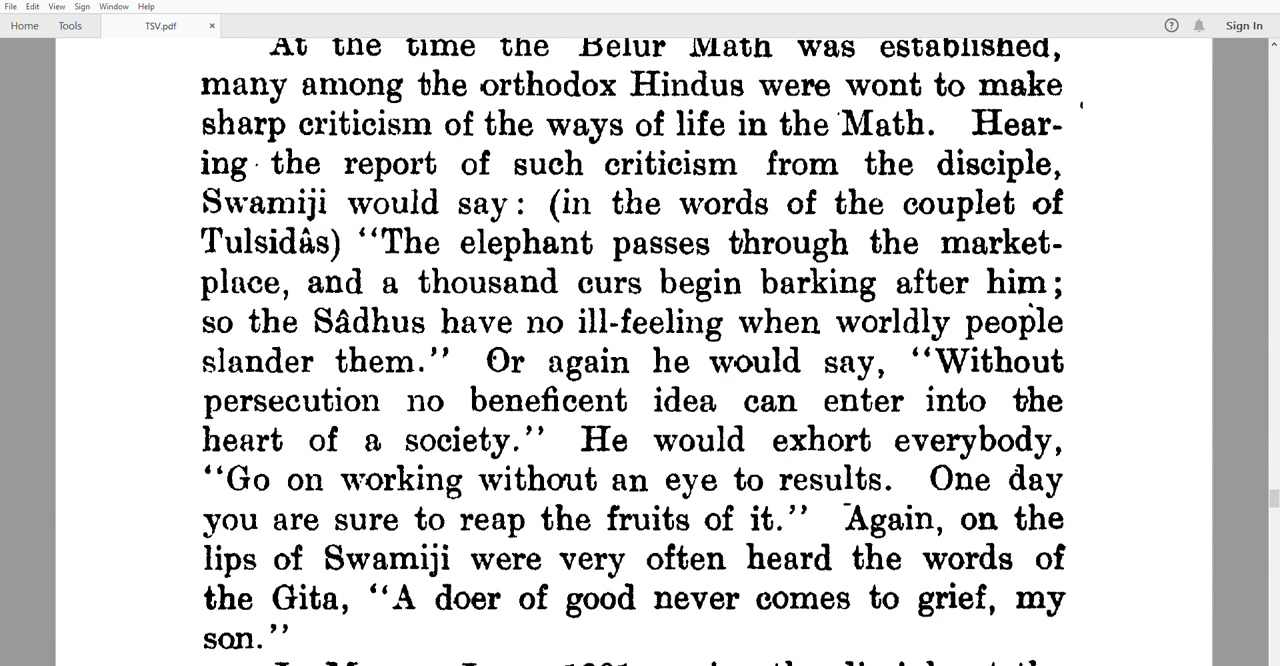 File Edit View Sign Window Help
Home Tools TSV.pdf × ? Sign In
At the time the Belur Math was established,
many among the orthodox Hindus were wont to make
sharp criticism of the ways of life in the Math. Hear-
ing the report of such criticism from the disciple,
Swamiji would say: (in the words of the couplet of
Tulsidâs) ‘‘The elephant passes through the market-
place, and a thousand curs begin barking after him;
so the Sâdhus have no ill-feeling when worldly people
slander them.’’ Or again he would say, ‘‘Without
persecution no beneficent idea can enter into the
heart of a society.’’ He would exhort everybody,
‘‘Go on working without an eye to results. One day
you are sure to reap the fruits of it.’’ Again, on the
lips of Swamiji were very often heard the words of
the Gita, ‘‘A doer of good never comes to grief, my
son.’’